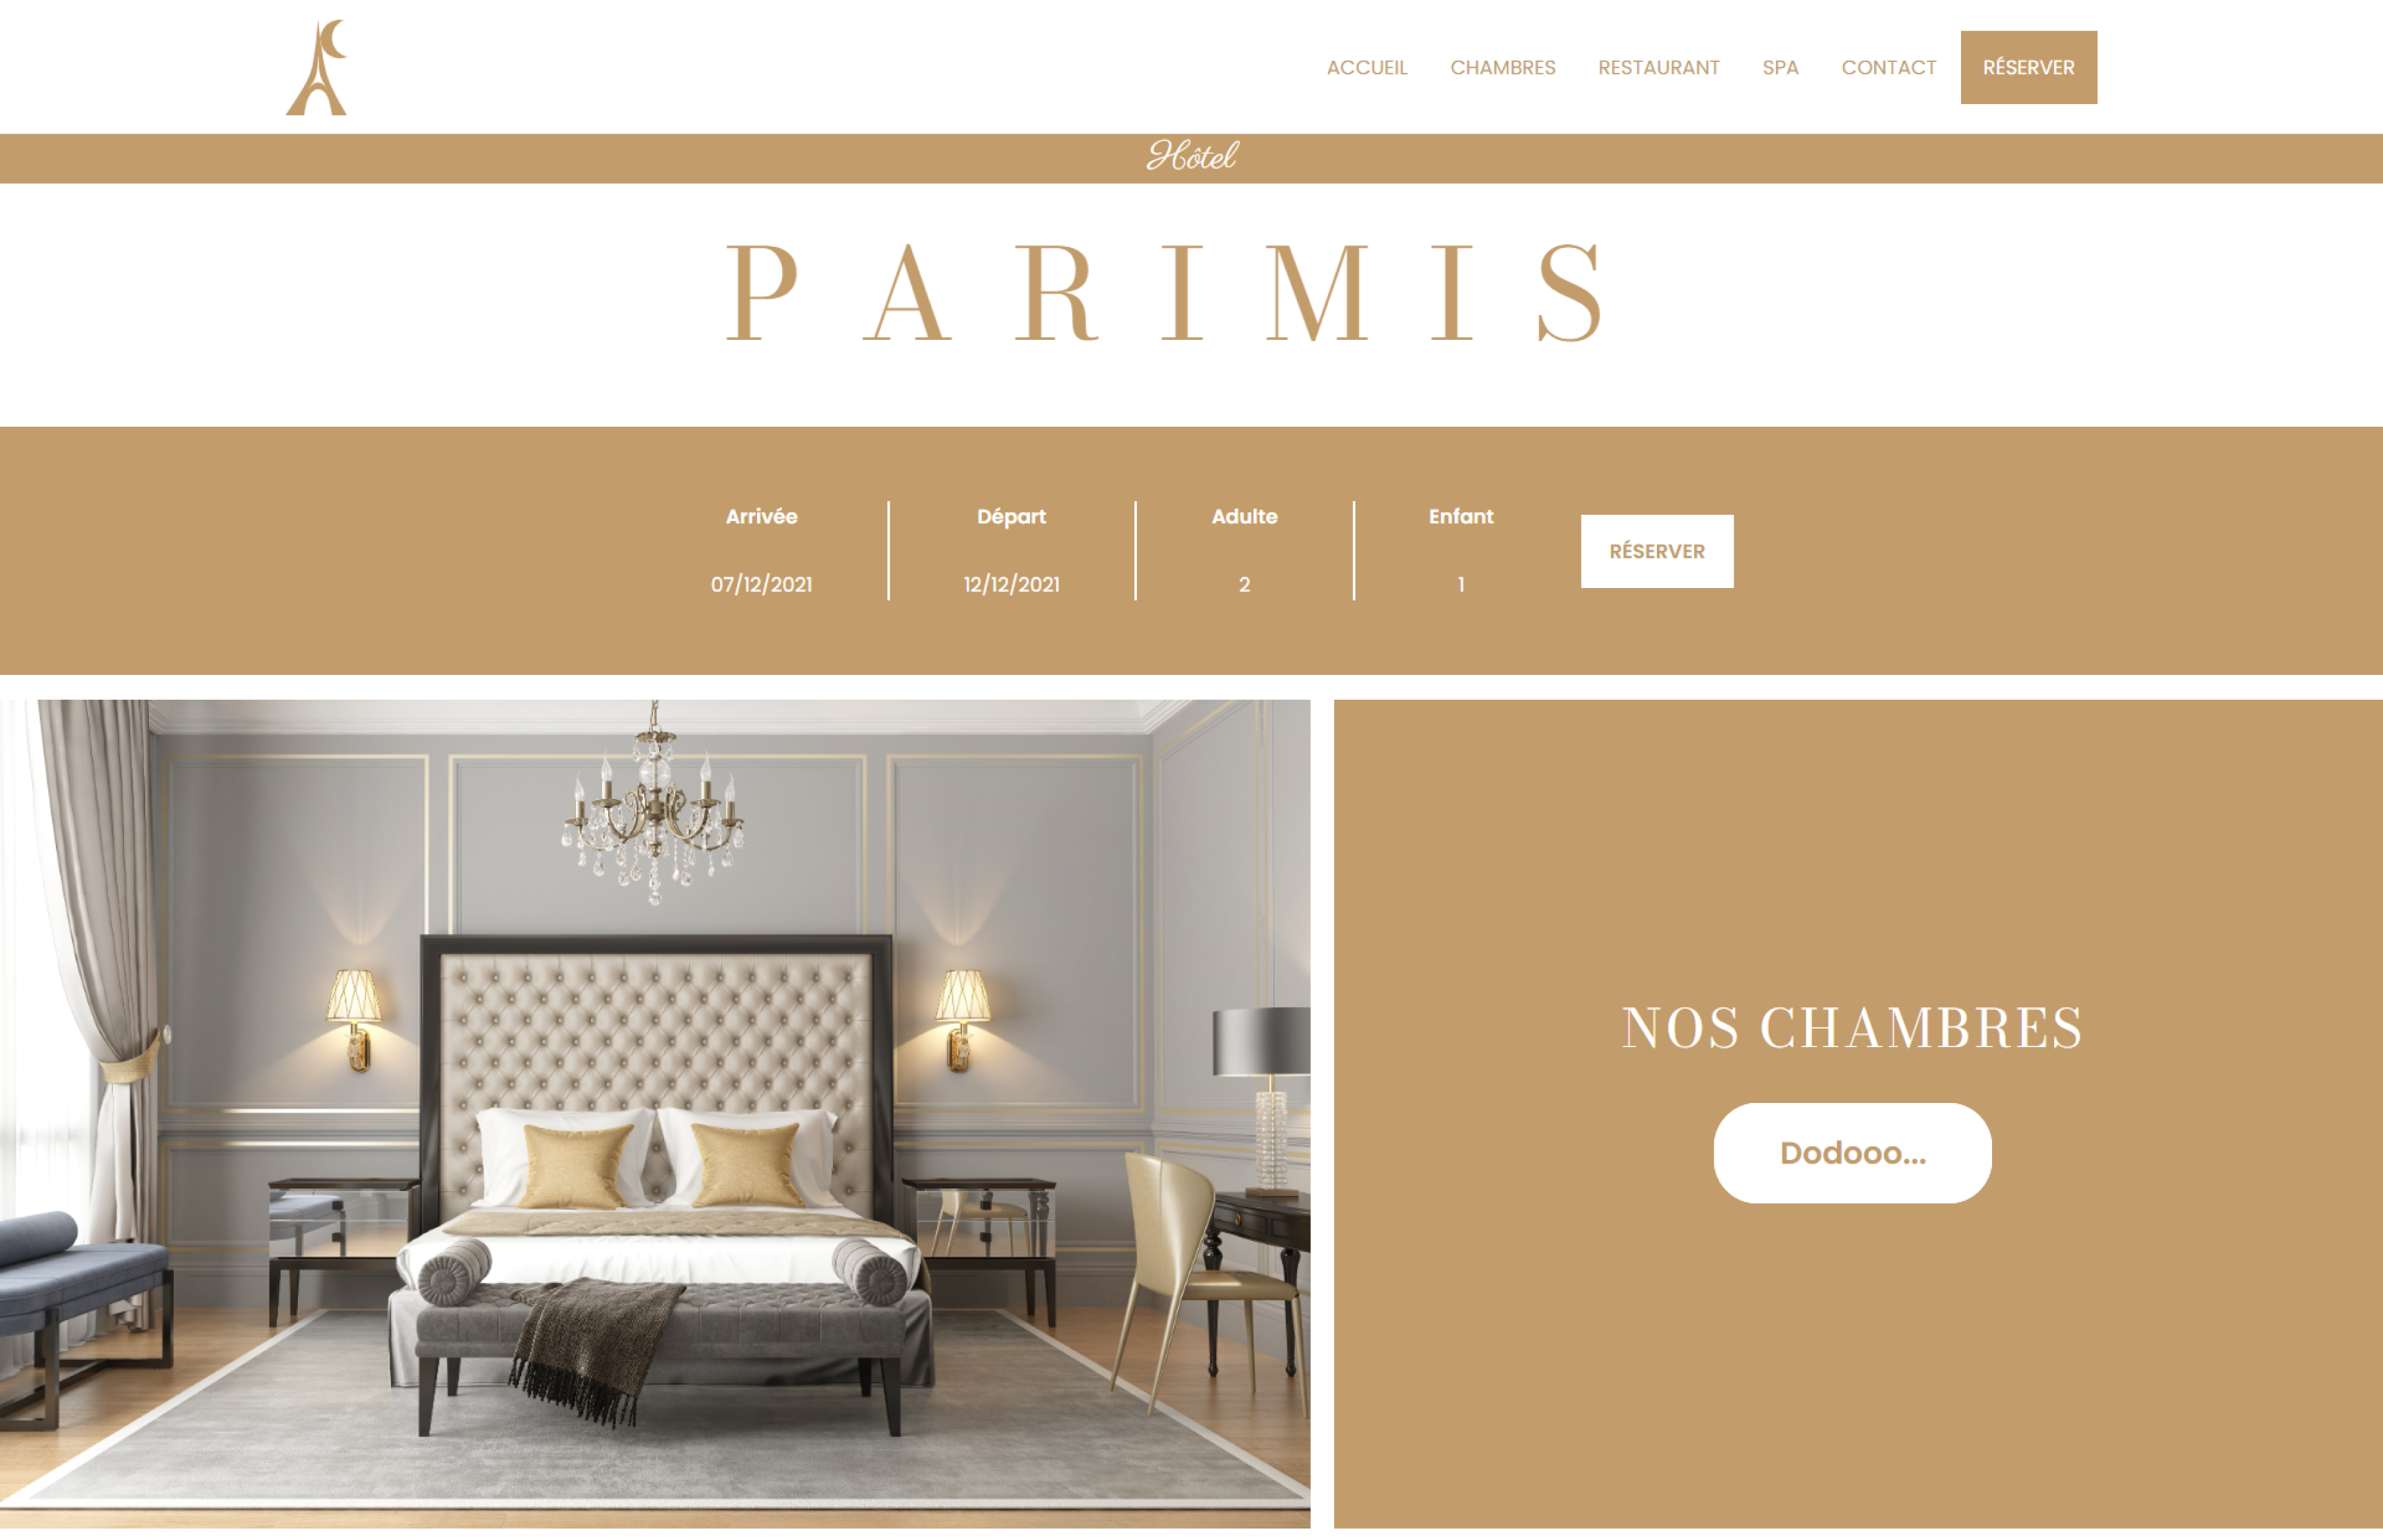 ACCUEIL CHAMBRES RESTAURANT SPA CONTACT RÉSERVER
Hôtel
PARIMIS
Arrivée Départ Adulte Enfant
RÉSERVER
07/12/2021 12/12/2021 2 1
NOS CHAMBRES
Dodooo...